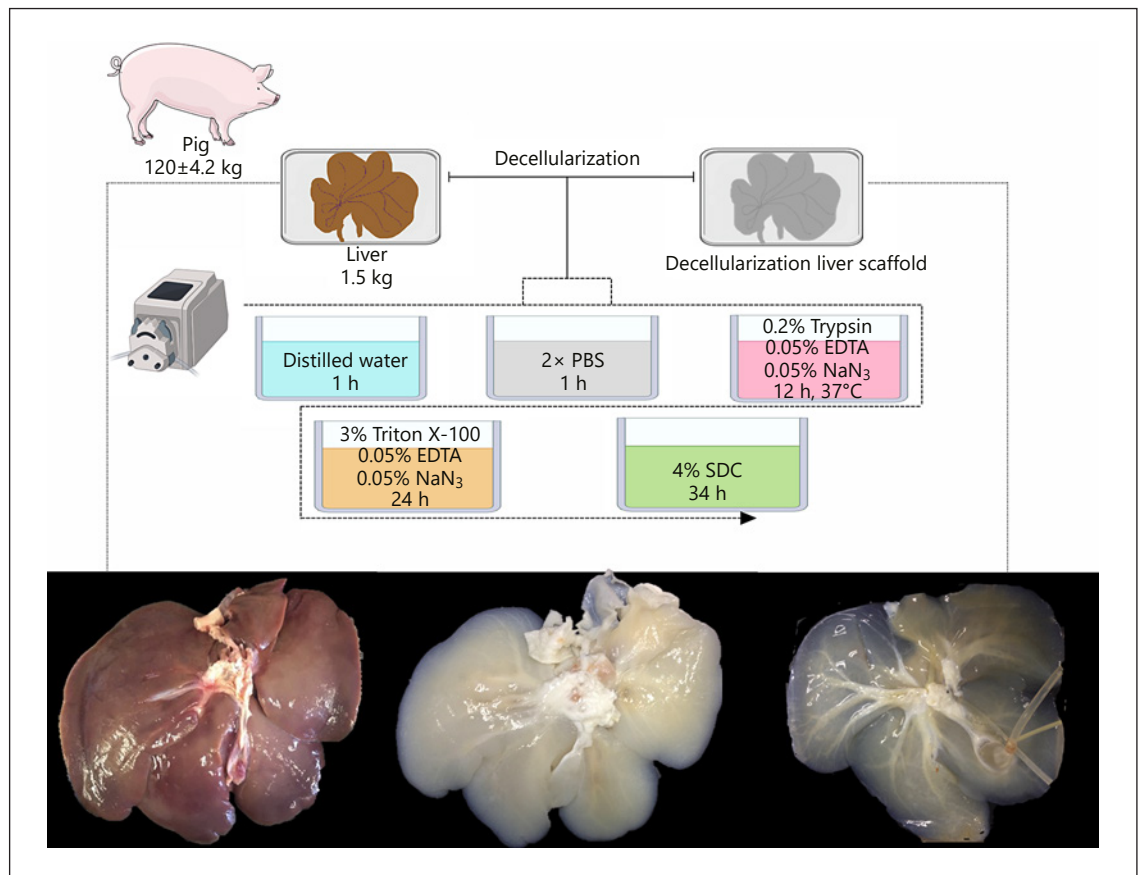 Pig
120±4.2 kg
Decellularization
Liver
1.5 kg
Decellularization liver scaffold
Distilled water
1 h
2× PBS
1 h
0.2% Trypsin
0.05% EDTA
0.05% NaN₃
12 h, 37°C
3% Triton X-100
0.05% EDTA
0.05% NaN₃
24 h
4% SDC
34 h